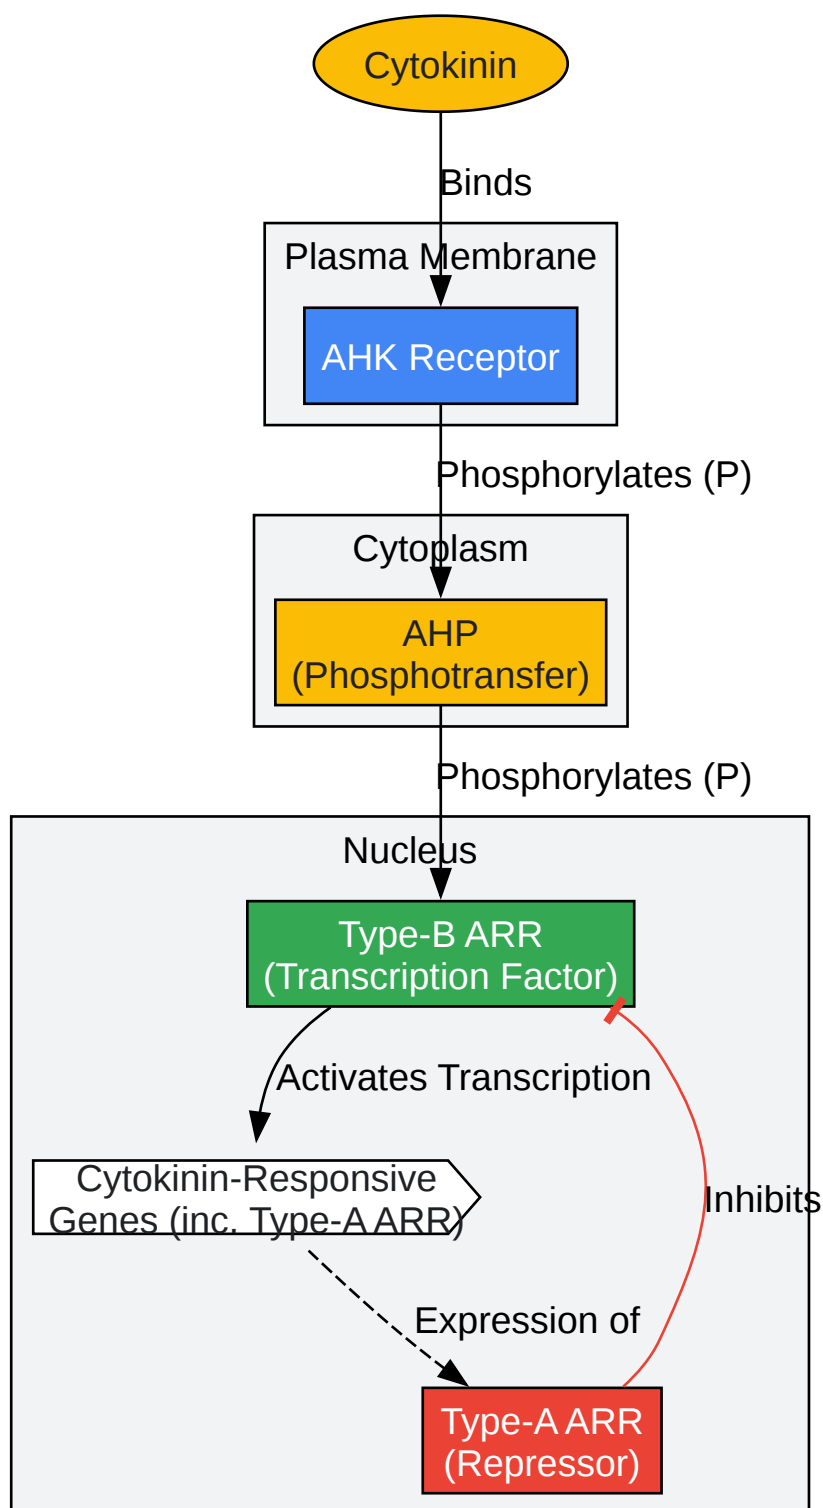 Cytokinin
Binds
Plasma Membrane
AHK Receptor
Phosphorylates (P)
Cytoplasm
AHP
(Phosphotransfer)
Phosphorylates (P)
Nucleus
Type-B ARR
(Transcription Factor)
Activates Transcription
Cytokinin-Responsive
Genes (inc. Type-A ARR)
Inhibits
Expression of
Type-A ARR
(Repressor)